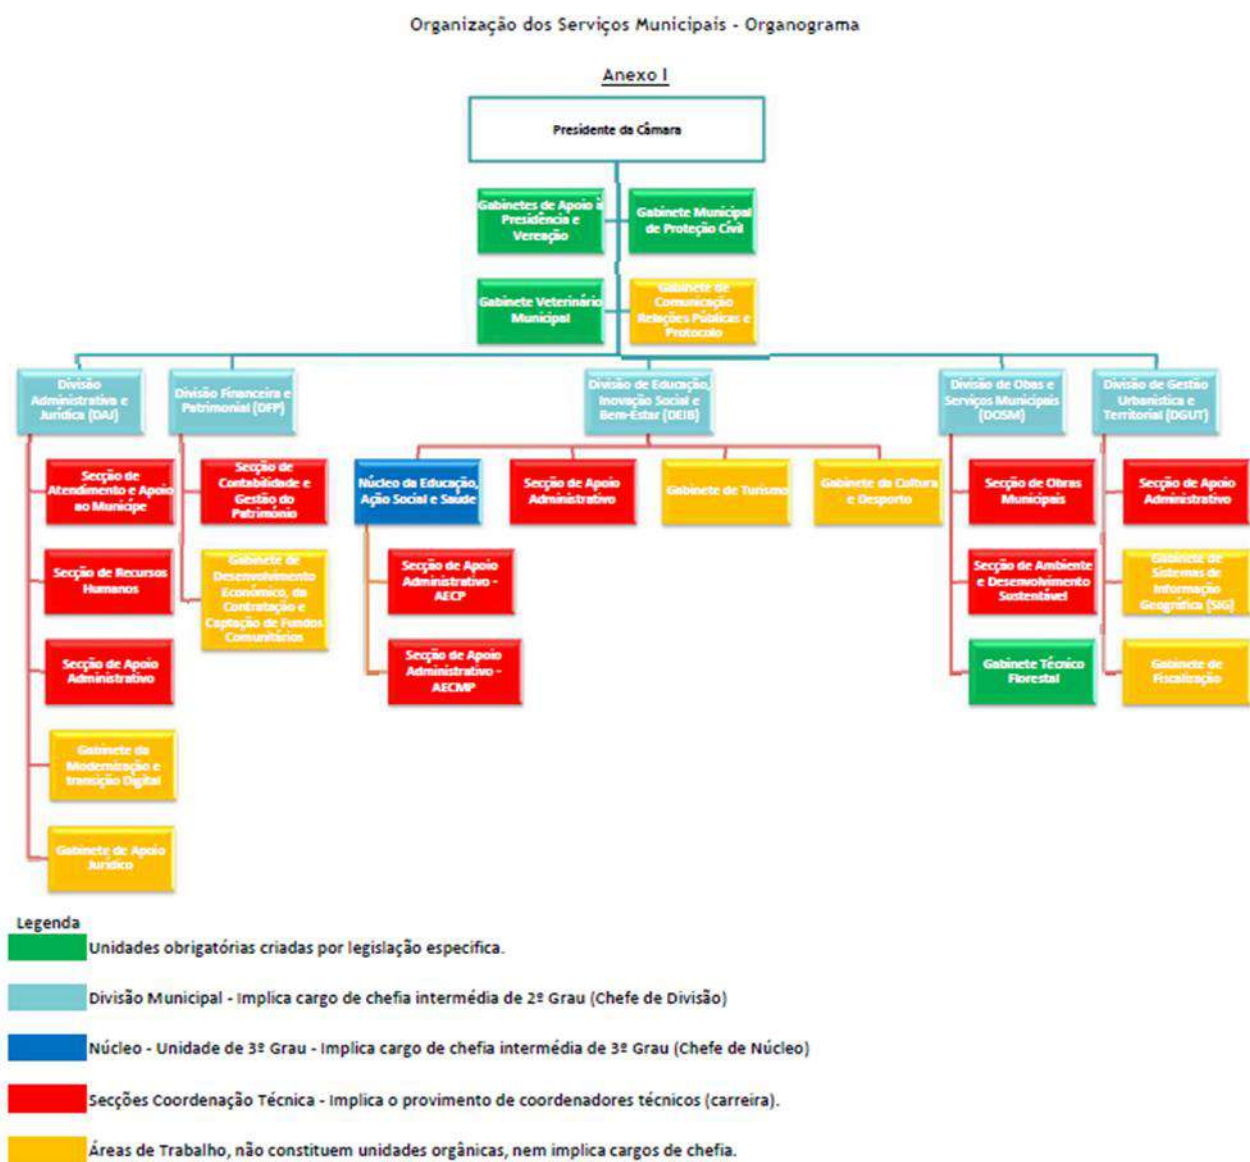 Organização dos Serviços Municipais - Organograma
Anexo I
Presidente da Câmara
Gabinetes de Apoio à
Presidência e
Vereação
Gabinete Municipal
de Proteção Civil
Gabinete Veterinário
Municipal
Gabinete de
Comunicação
Relações Públicas e
Protocolo
Divisão
Administrativa e
Jurídica (DAJ)
Divisão Financeira e
Patrimonial (DFP)
Divisão de Educação,
Inovação Social e
Bem-Estar (DEIB)
Divisão de Obas e
Serviços Municipais
(DOSM)
Divisão de Gestão
Urbanistica e
Territorial (DGUT)
Secção de
Atendimento e Apoio
ao Munícipe
Secção de Recursos
Humanos
Secção de Apoio
Administrativo
Gabinete da
Modernização e
transição Digital
Gabinete de Apoio
Jurídico
Secção de
Contabilidade e
Gestão do
Património
Gabinete de
Desenvolvimento
Económico, da
Contratação e
Captação de Fundos
Comunitários
Núcleo da Educação,
Ação Social e Saúde
Secção de Apoio
Administrativo -
AECP
Secção de Apoio
Administrativo -
AECMP
Secção de Apoio
Administrativo
Gabinete de Turismo
Gabinete da Cultura
e Desporto
Secção de Obras
Municipais
Secção de Ambiente
e Desenvolvimento
Sustentável
Gabinete Técnico
Florestal
Secção de Apoio
Administrativo
Gabinete de
Sistemas de
Informação
Geográfica (SIG)
Gabinete de
Fiscalização
Legenda
Unidades obrigatórias criadas por legislação especifica.
Divisão Municipal - Implica cargo de chefia intermédia de 2º Grau (Chefe de Divisão)
Núcleo - Unidade de 3º Grau - Implica cargo de chefia intermédia de 3º Grau (Chefe de Núcleo)
Secções Coordenação Técnica - Implica o provimento de coordenadores técnicos (carreira).
Áreas de Trabalho, não constituem unidades orgânicas, nem implica cargos de chefia.